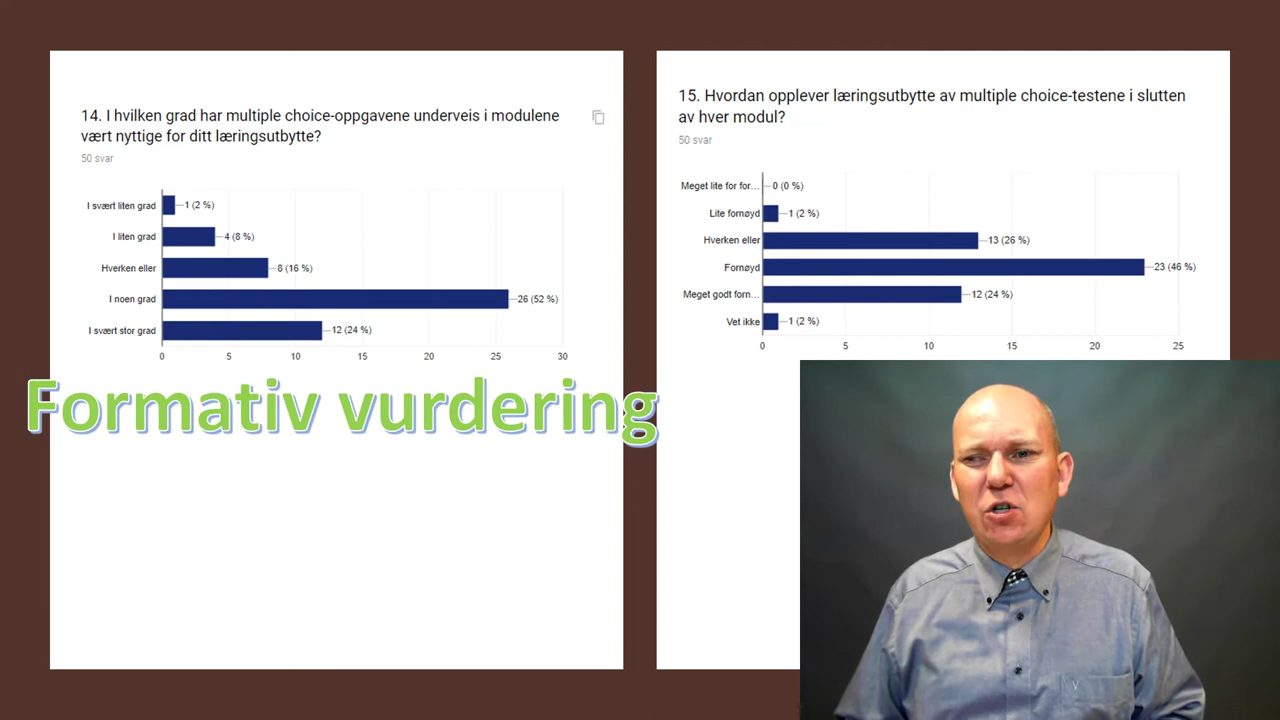 14. I hvilken grad har multiple choice-oppgavene underveis i modulene
vært nyttige for ditt læringsutbytte?
50 svar
I svært liten grad 1 (2 %)
I liten grad 4 (8 %)
Hverken eller 8 (16 %)
I noen grad 26 (52 %)
I svært stor grad 12 (24 %)
0 5 10 15 20 25 30
Formativ vurdering
15. Hvordan opplever læringsutbytte av multiple choice-testene i slutten
av hver modul?
50 svar
Meget lite for for... 0 (0 %)
Lite fornøyd 1 (2 %)
Hverken eller 13 (26 %)
Fornøyd 23 (46 %)
Meget godt forn... 12 (24 %)
Vet ikke 1 (2 %)
0 5 10 15 20 25